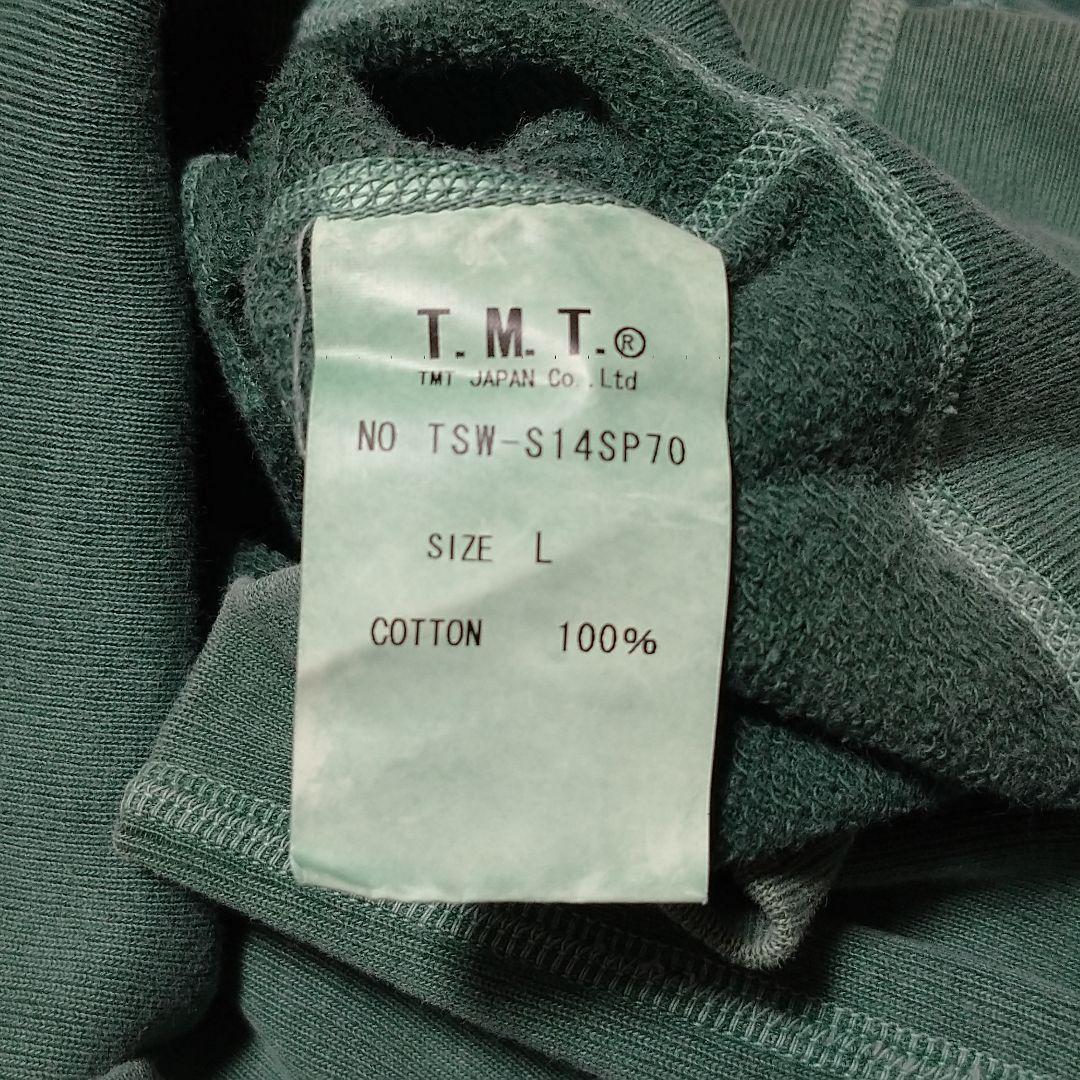 T.M.T.®
TMT JAPAN Co.,Ltd
NO TSW-S14SP70
SIZE L
COTTON 100%